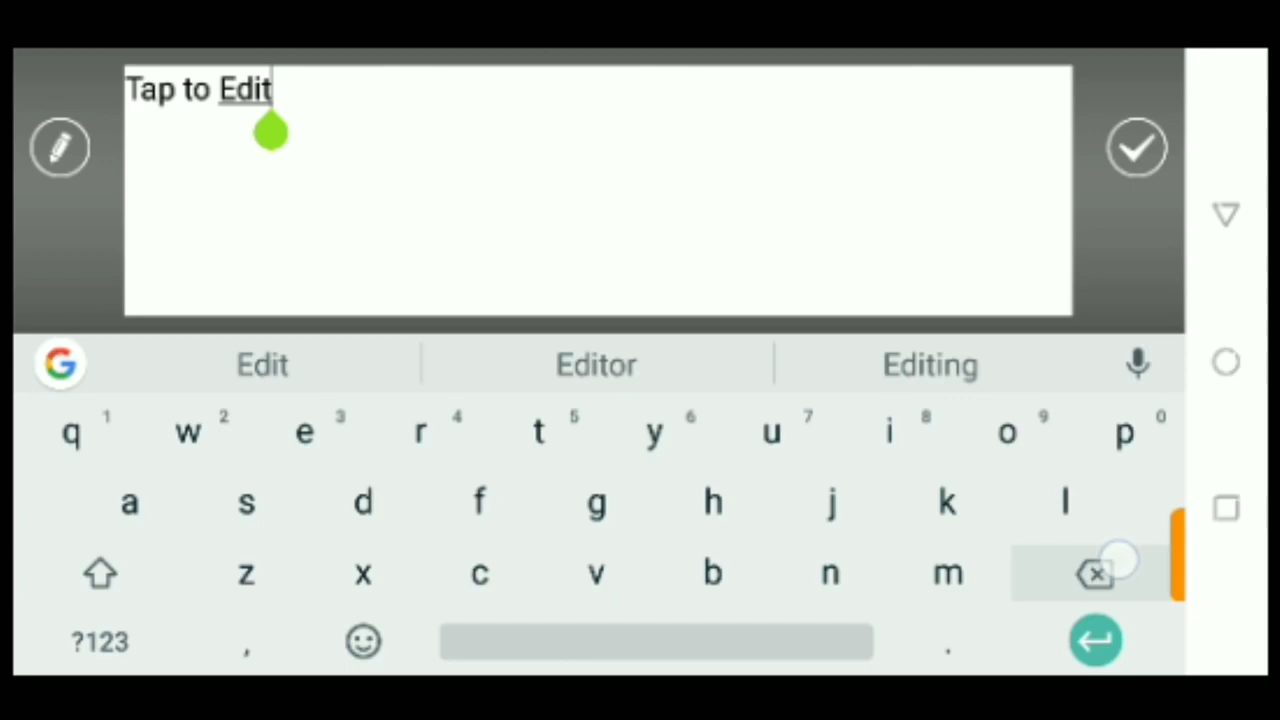 Tap to Edit
G Edit Editor Editing
q 1 w 2 e 3 r 4 t 5 y 6 u 7 i 8 o 9 p 0
a s d f g h j k l
z x c v b n m
?123 , .